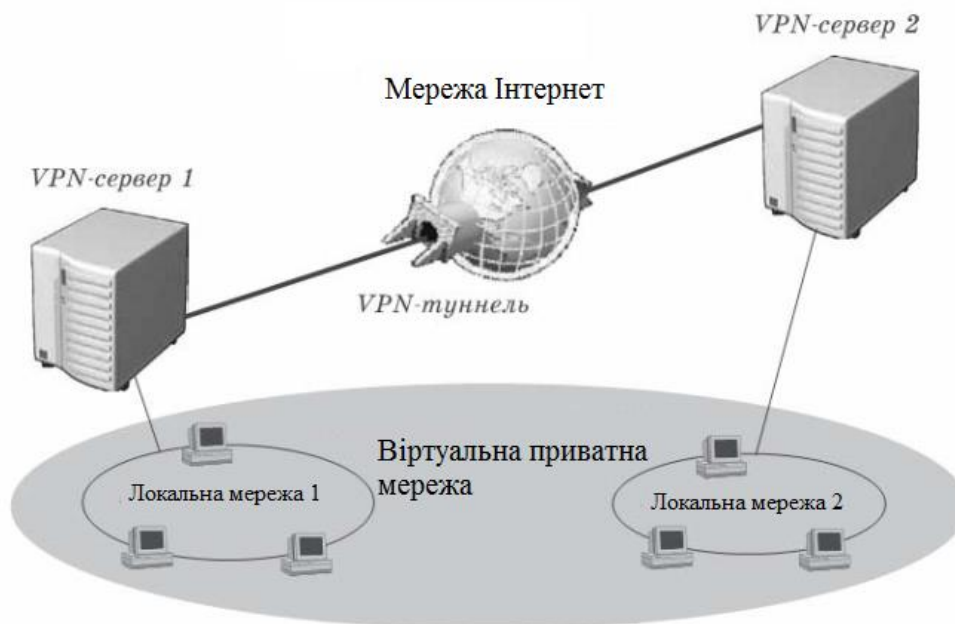 VPN-сервер 2
Мережа Інтернет
VPN-сервер 1
VPN-туннель
Віртуальна приватна
мережа
Локальна мережа 1
Локальна мережа 2